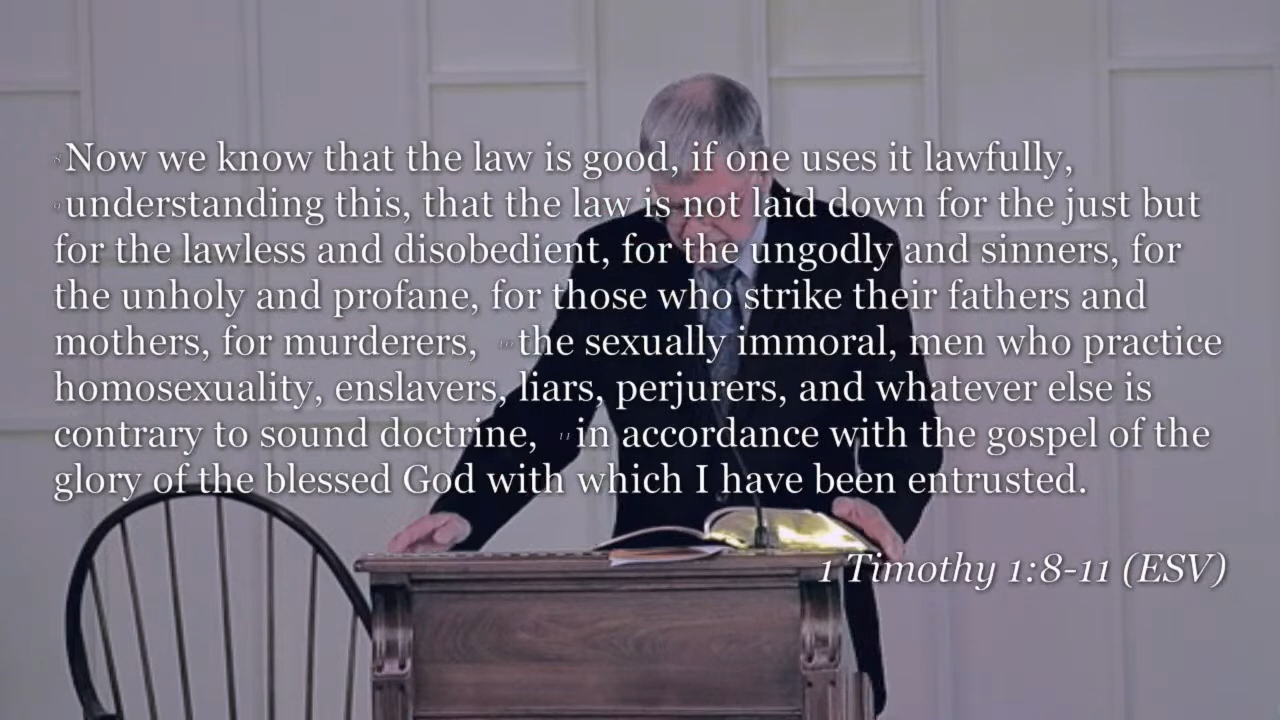 8 Now we know that the law is good, if one uses it lawfully,
9 understanding this, that the law is not laid down for the just but
for the lawless and disobedient, for the ungodly and sinners, for
the unholy and profane, for those who strike their fathers and
mothers, for murderers, 10 the sexually immoral, men who practice
homosexuality, enslavers, liars, perjurers, and whatever else is
contrary to sound doctrine, 11 in accordance with the gospel of the
glory of the blessed God with which I have been entrusted.
1 Timothy 1:8-11 (ESV)